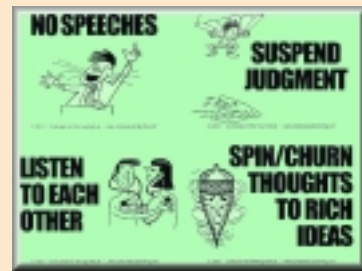 NO SPEECHES
SUSPEND
JUDGMENT
LISTEN
TO EACH
OTHER
SPIN/CHURN
THOUGHTS
TO RICH
IDEAS